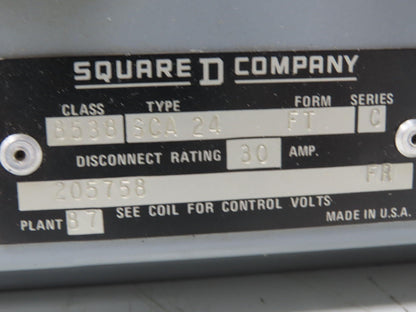 SQUARE D COMPANY
CLASS TYPE FORM SERIES
8538 SCA 24 FT C
DISCONNECT RATING 30 AMP.
205758 FR
PLANT B7 SEE COIL FOR CONTROL VOLTS MADE IN U.S.A.